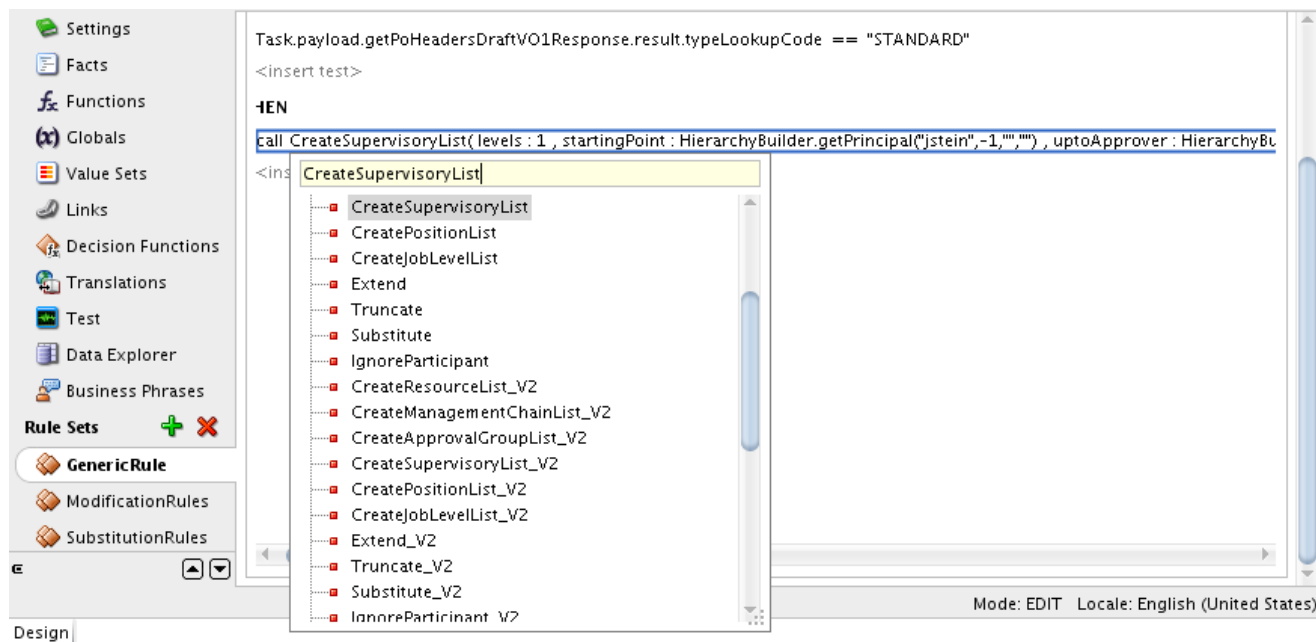 Settings
Facts
Functions
Globals
Value Sets
Links
Decision Functions
Translations
Test
Data Explorer
Business Phrases
Rule Sets
GenericRule
ModificationRules
SubstitutionRules
Task.payload.getPoHeadersDraftVO1Response.result.typeLookupCode == "STANDARD"
<insert test>
HEN
call CreateSupervisoryList( levels : 1 , startingPoint : HierarchyBuilder.getPrincipal("jstein",-1,"","") , uptoApprover : HierarchyBu
<ins
CreateSupervisoryList
CreateSupervisoryList
CreatePositionList
CreateJobLevelList
Extend
Truncate
Substitute
IgnoreParticipant
CreateResourceList_V2
CreateManagementChainList_V2
CreateApprovalGroupList_V2
CreateSupervisoryList_V2
CreatePositionList_V2
CreateJobLevelList_V2
Extend_V2
Truncate_V2
Substitute_V2
IgnoreParticipant_V2
Mode: EDIT Locale: English (United States)
Design